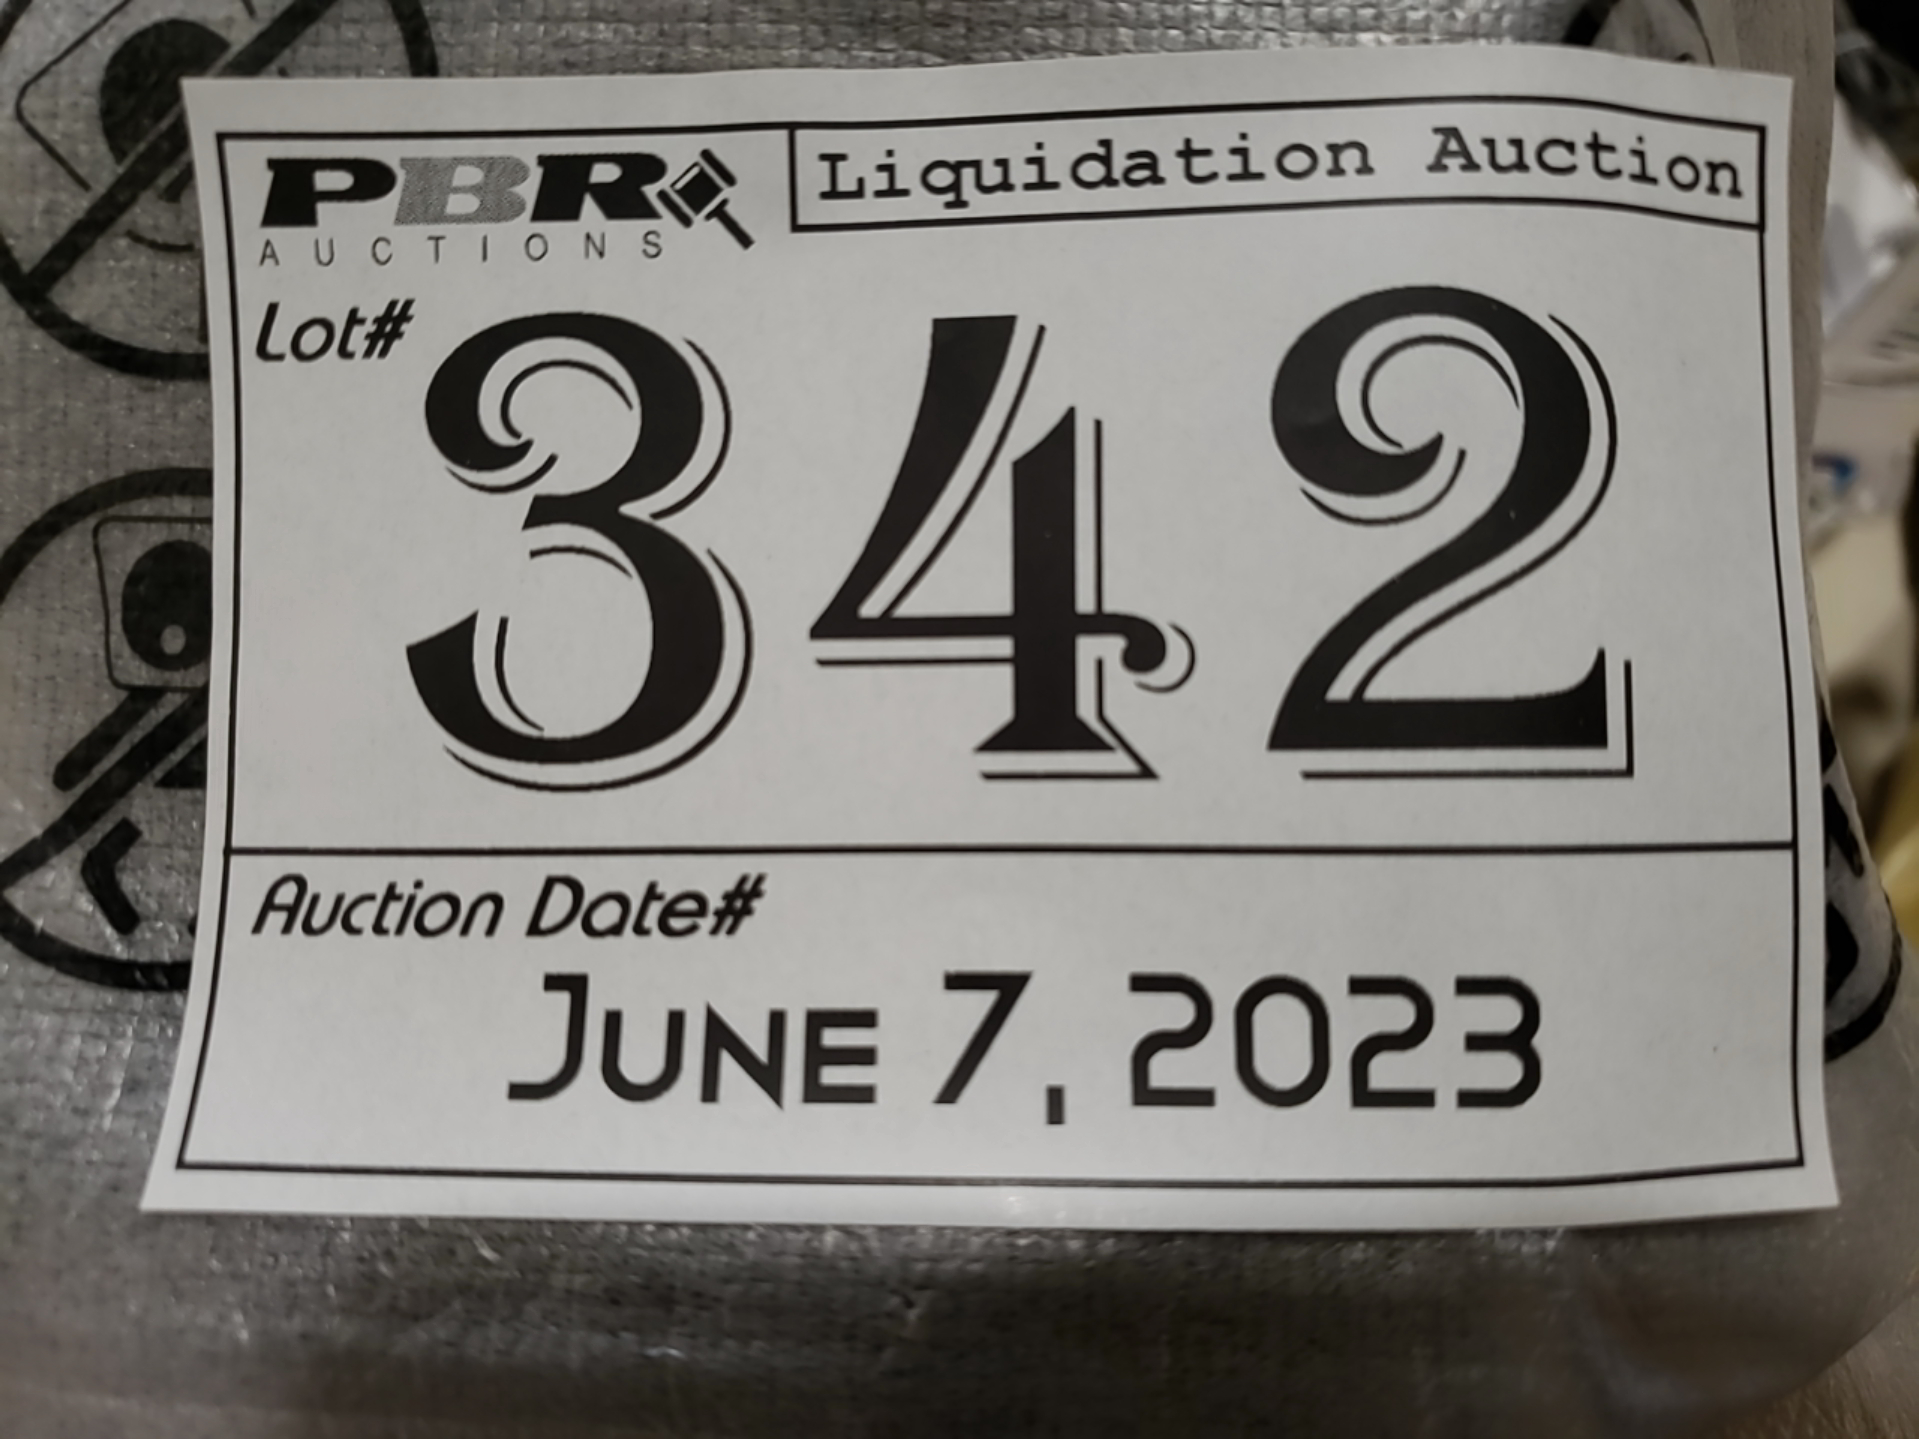 PBR
AUCTIONS
Liquidation Auction
Lot#
342
Auction Date#
JUNE 7, 2023